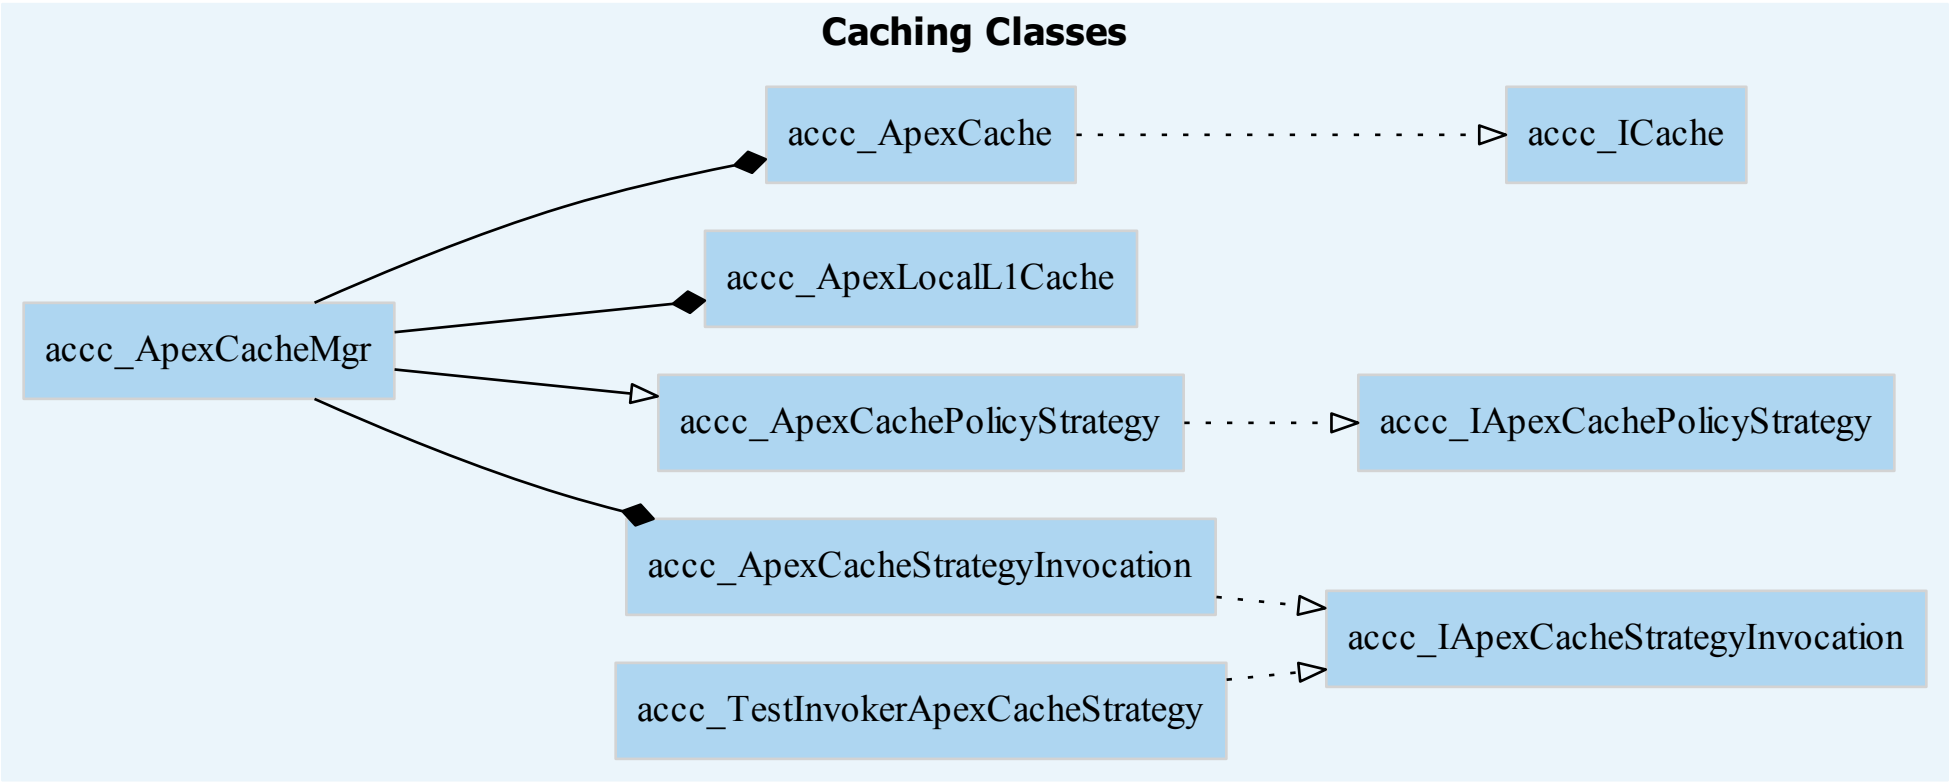 Caching Classes
accc_ApexCache
accc_ICache
accc_ApexLocalL1Cache
accc_ApexCacheMgr
accc_ApexCachePolicyStrategy
accc_IApexCachePolicyStrategy
accc_ApexCacheStrategyInvocation
accc_IApexCacheStrategyInvocation
accc_TestInvokerApexCacheStrategy